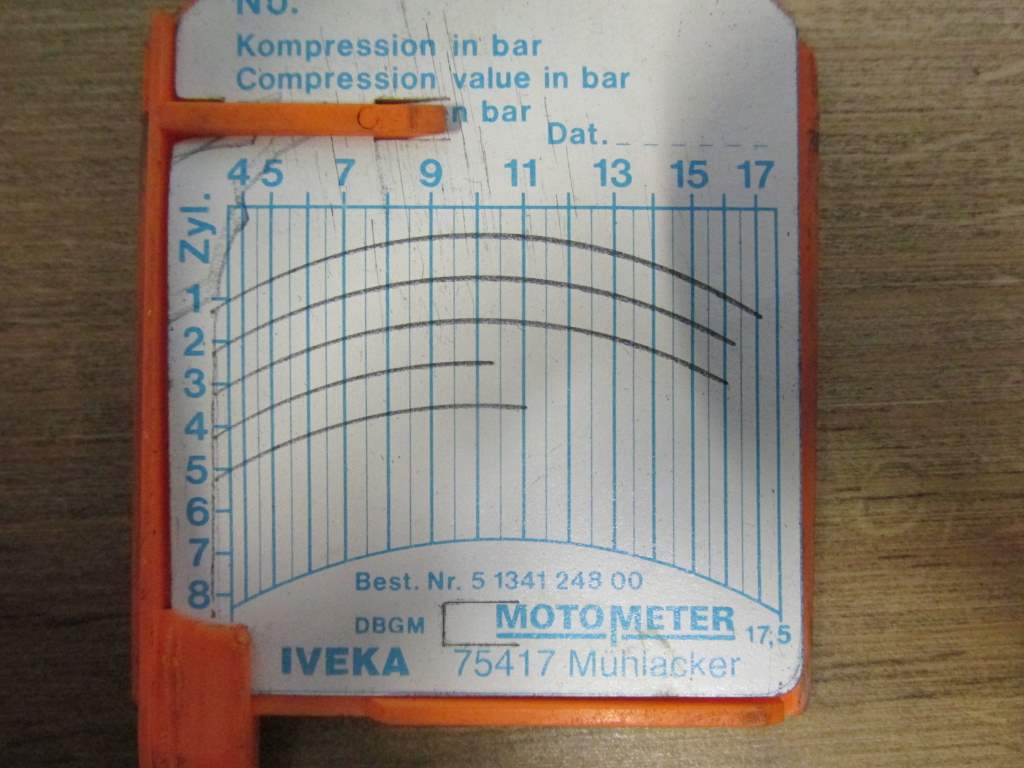 No.
Kompression in bar
Compression value in bar
n bar
Dat.
4 5 7 9 11 13 15 17
Zyl.
1
2
3
4
5
6
7
8
Best. Nr. 5 1341 248 00
DBGM MOTOMETER 17,5
IVEKA 75417 Muhlacker